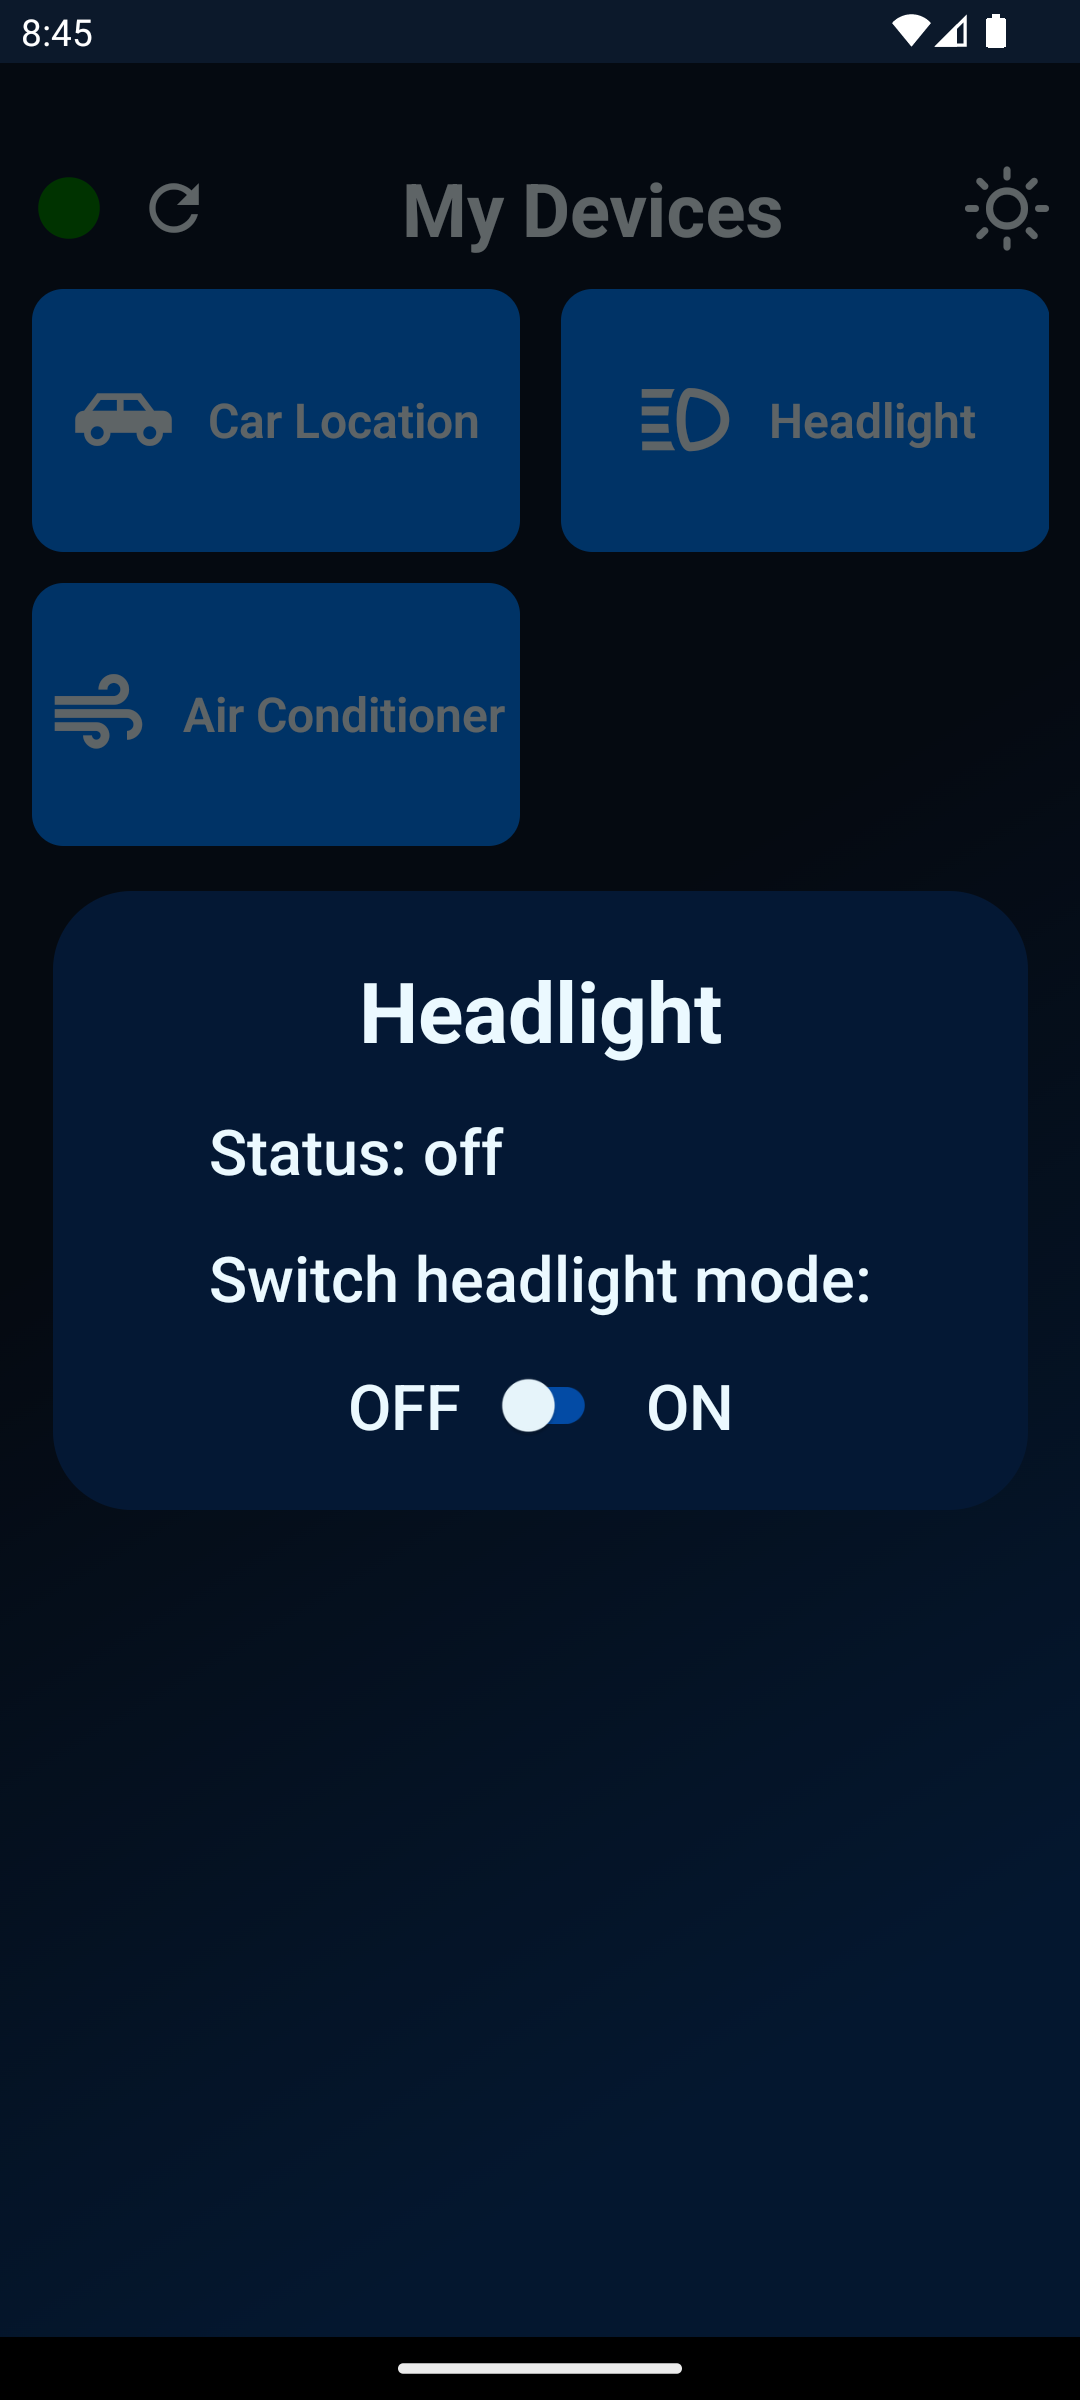 8:45
My Devices
Car Location
Headlight
Air Conditioner
Headlight
Status: off
Switch headlight mode:
OFF ON